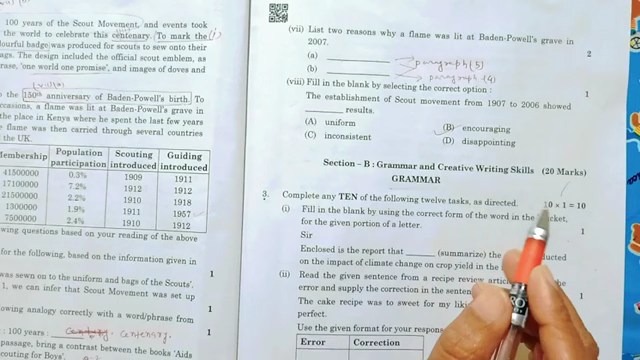 100 years of the Scout Movement, and events took
the world to celebrate this centenary. To mark the (i)
colourful badge was produced for scouts to sew onto their
bags. The design included the official scout emblem, as
phrase, 'one world one promise', and images of doves and
(vii)(a)
the 150th anniversary of Baden-Powell's birth. To
occasions, a flame was lit at Baden-Powell's grave in
place in Kenya where he spent the last few years
flame was then carried through several countries
the UK.
Membership Population participation Scouting introduced Guiding introduced
41500000 0.3% 1909 1911
17100000 7.2% 1912 1912
21500000 2.2% 1910 1918
1300000 1.9% 1911 1957
7500000 2.4% 1910 1912
wing questions based on your reading of the above
for the following, based on the information given in
was sewn on to the uniform and bags of the Scouts. 1
1, we can infer that Scout Movement was set up
1
lowing analogy correctly with a word/phrase from
: 100 years : centenary. 1
passage, bring a contrast between the books 'Aids
couting for Boys'. 1
(vii) List two reasons why a flame was lit at Baden-Powell's grave in
2007. 2
(a) paragraph (5)
(b) paragraph (4)
(viii) Fill in the blank by selecting the correct option : 1
The establishment of Scout movement from 1907 to 2006 showed
results.
(A) uniform (B) encouraging
(C) inconsistent (D) disappointing
Section – B : Grammar and Creative Writing Skills (20 Marks)
GRAMMAR
3. Complete any TEN of the following twelve tasks, as directed. 10 × 1 = 10
(i) Fill in the blank by using the correct form of the word in the
for the given portion of a letter. 1
Sir
Enclosed is the report that ______ (summarize) the
on the impact of climate change on crop yield in the
(ii) Read the given sentence from a recipe review
error and supply the correction in the
The cake recipe was sweet for my
perfect.
Use the given format for your
Error Correction